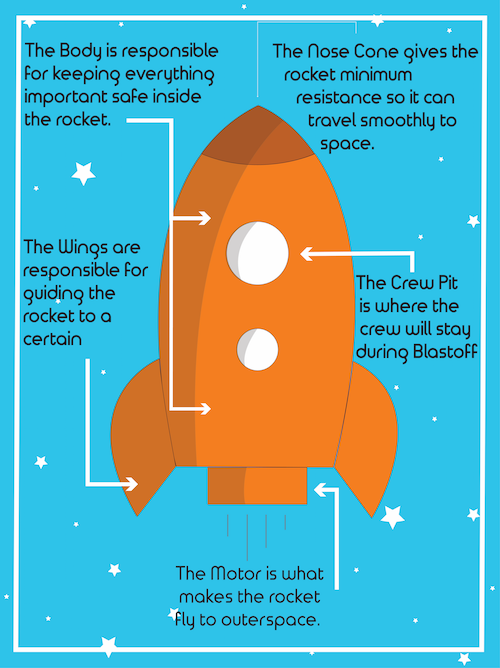 The Body is responsible
for keeping everything
important safe inside
the rocket.
The Nose Cone gives the
rocket minimum
resistance so it can
travel smoothly to
space.
The Wings are
responsible for
guiding the
rocket to a
certain
The Crew Pit
is where the
crew will stay
during Blastoff
The Motor is what
makes the rocket
fly to outerspace.